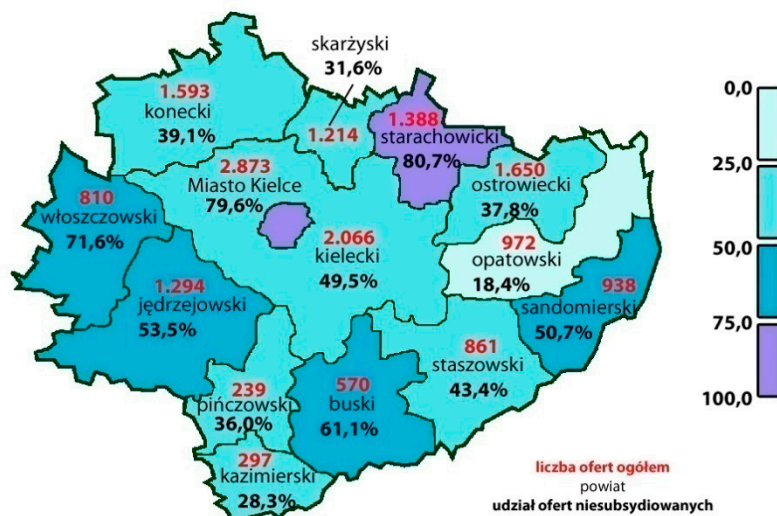 skarżyski
31,6%
1.593
konecki
39,1%
1.214
1.388
starachowicki
80,7%
2.873
Miasto Kielce
79,6%
1.650
ostrowiecki
37,8%
810
włoszczowski
71,6%
2.066
kielecki
49,5%
972
opatowski
18,4%
1.294
jędrzejowski
53,5%
938
sandomierski
50,7%
861
staszowski
43,4%
239
pińczowski
36,0%
570
buski
61,1%
297
kazimierski
28,3%
0,0
25,0
50,0
75,0
100,0
liczba ofert ogółem
powiat
udział ofert niesubsydiowanych